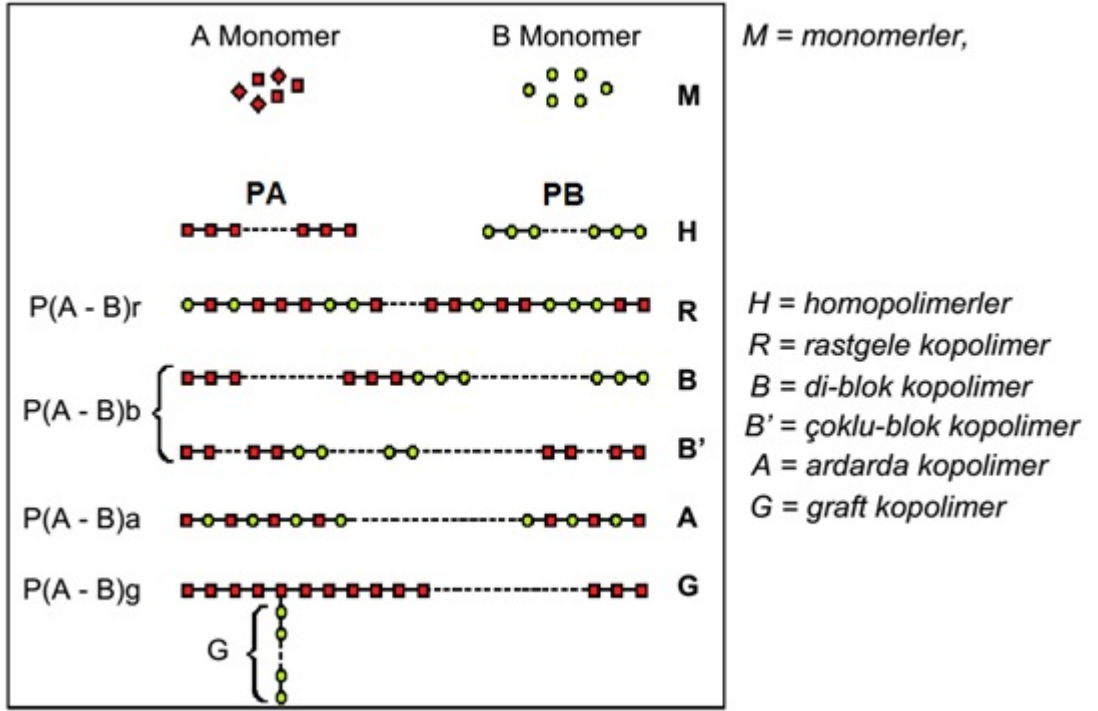 A Monomer B Monomer M = monomerler,
M
PA PB
H
P(A - B)r R H = homopolimerler
R = rastgele kopolimer
B B = di-blok kopolimer
P(A - B)b B' = çoklu-blok kopolimer
B' A = ardarda kopolimer
P(A - B)a A G = graft kopolimer
P(A - B)g G
G